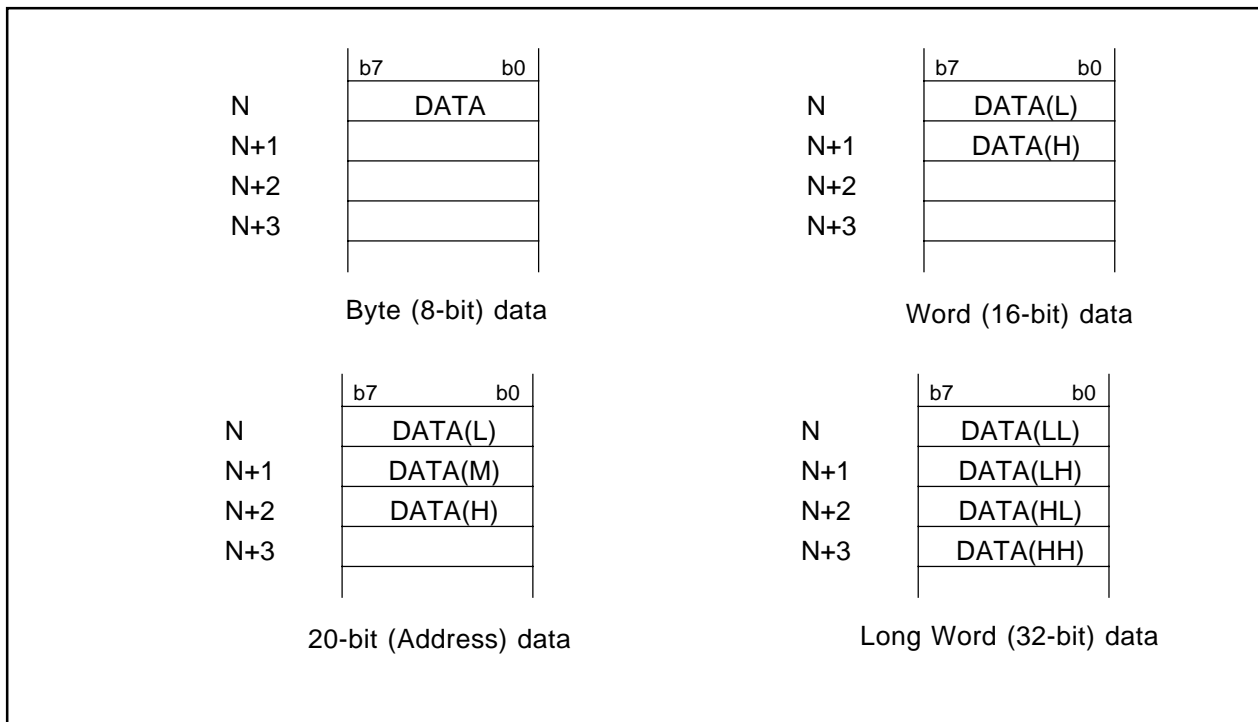 b7 b0
N DATA
N+1
N+2
N+3
Byte (8-bit) data
b7 b0
N DATA(L)
N+1 DATA(H)
N+2
N+3
Word (16-bit) data
b7 b0
N DATA(L)
N+1 DATA(M)
N+2 DATA(H)
N+3
20-bit (Address) data
b7 b0
N DATA(LL)
N+1 DATA(LH)
N+2 DATA(HL)
N+3 DATA(HH)
Long Word (32-bit) data